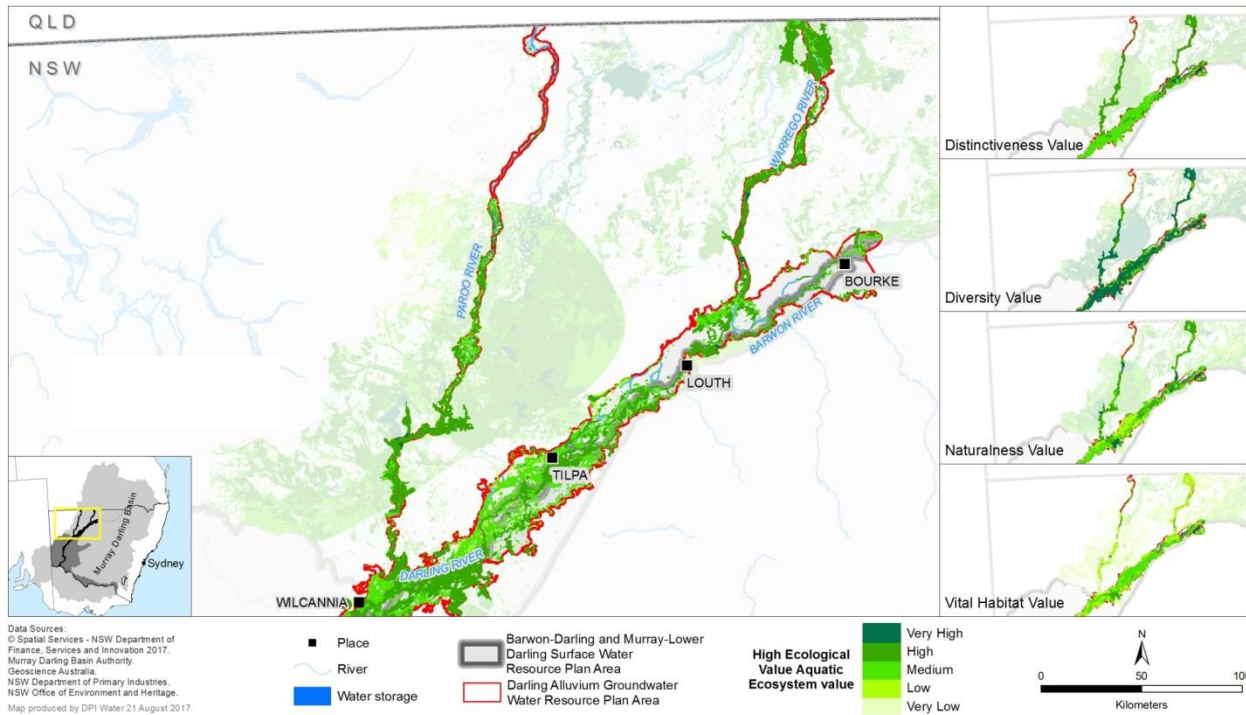 QLD
NSW
PAROO RIVER
WARREGO RIVER
BOURKE
BARWON RIVER
LOUTH
TILPA
DARLING RIVER
WILCANNIA
Murray Darling Basin
Sydney
Distinctiveness Value
Diversity Value
Naturalness Value
Vital Habitat Value
Data Sources:
© Spatial Services - NSW Department of
Finance, Services and Innovation 2017.
Murray Darling Basin Authority.
Geoscience Australia.
NSW Department of Primary Industries.
NSW Office of Environment and Heritage.
Map produced by DPI Water 21 August 2017
Place
River
Water storage
Barwon-Darling and Murray-Lower
Darling Surface Water
Resource Plan Area
Darling Alluvium Groundwater
Water Resource Plan Area
High Ecological
Value Aquatic
Ecosystem value
Very High
High
Medium
Low
Very Low
N
0 50 100
Kilometers